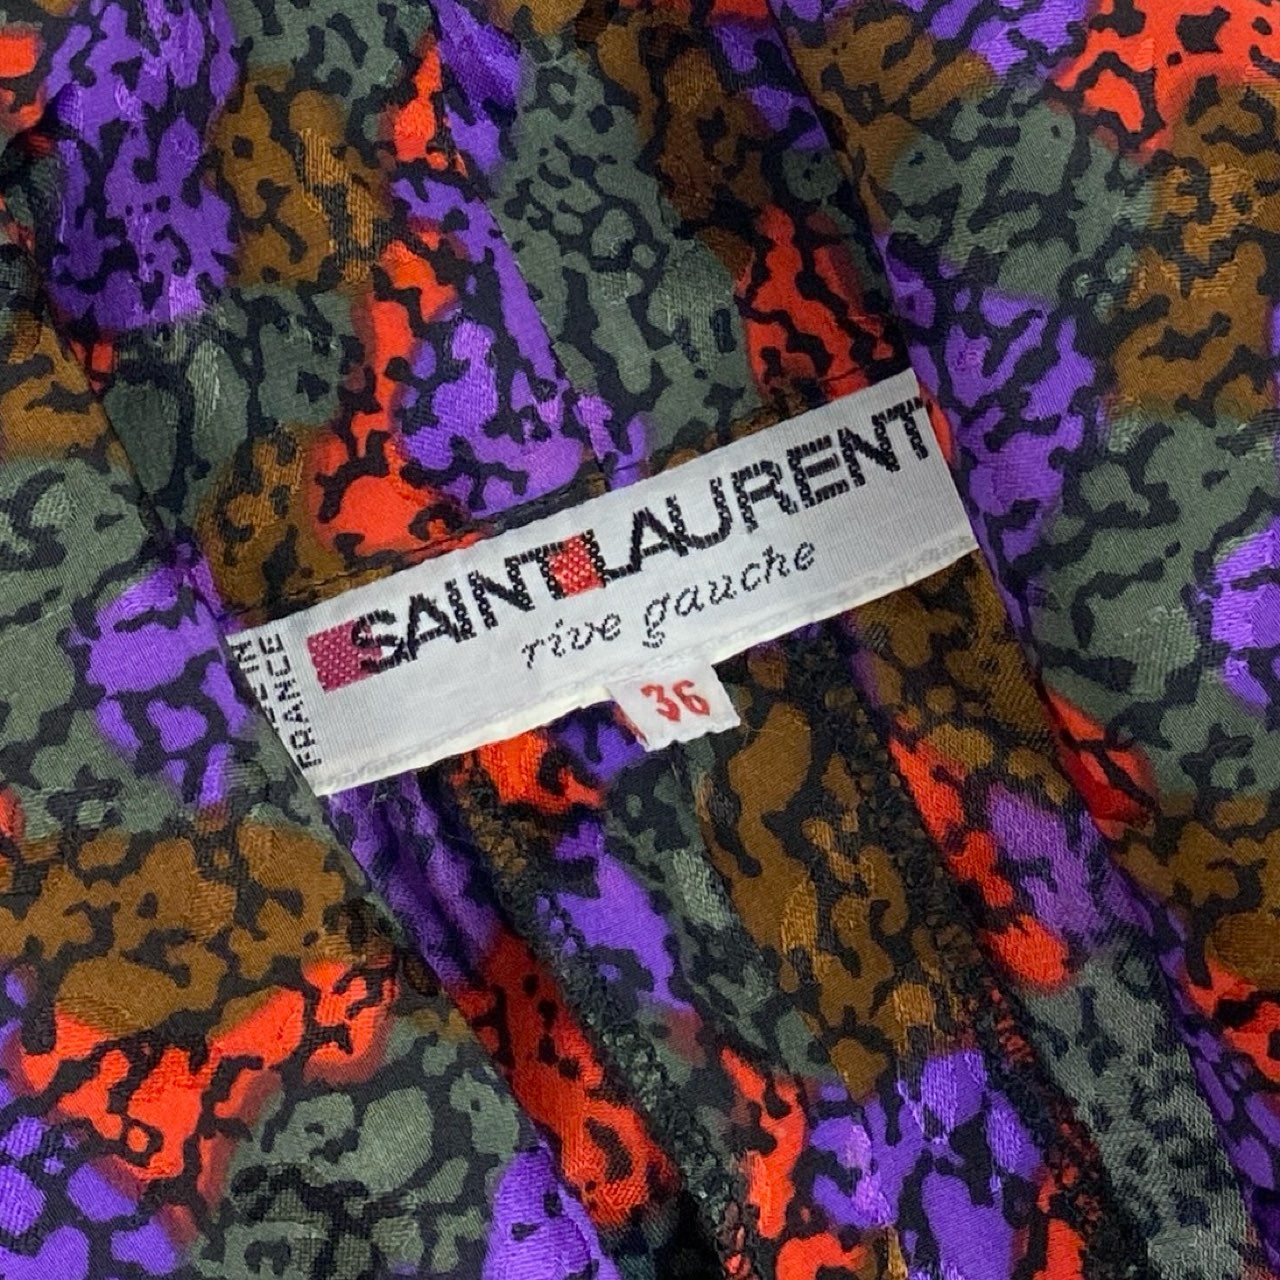 SAINT LAURENT
rive gauche
36
FRANCE